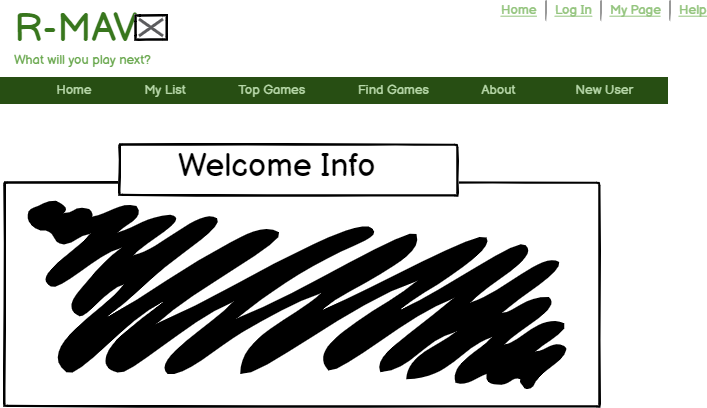 Home Log In My Page Help
R-MAV
What will you play next?
Home My List Top Games Find Games About New User
Welcome Info